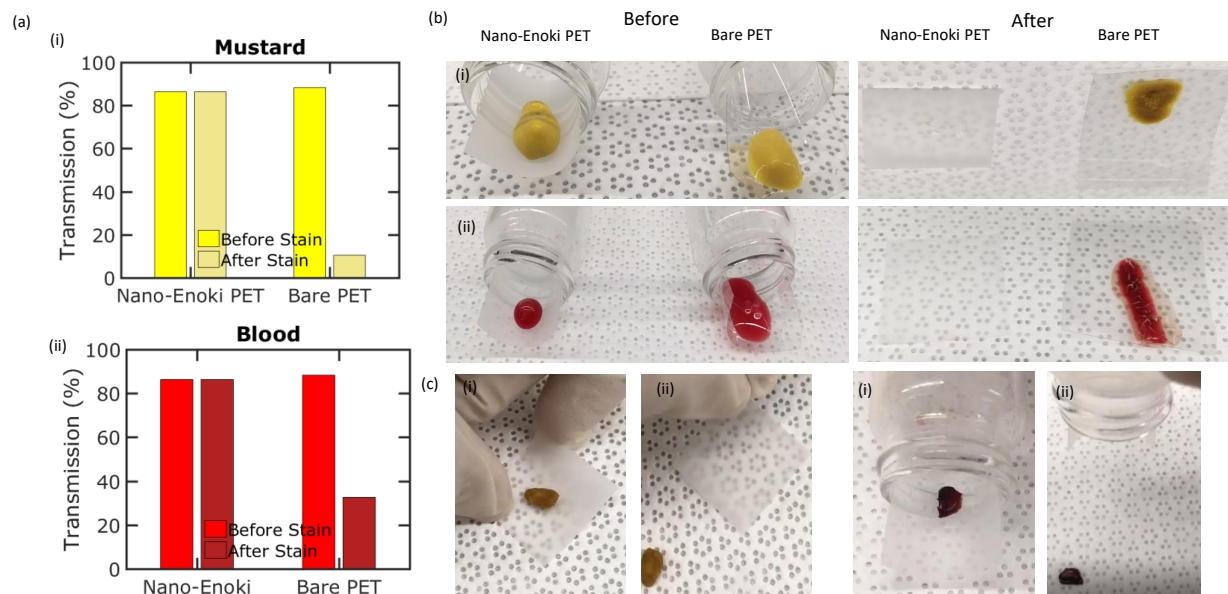 (a)
(i)
Mustard
Transmission (%)
100
80
60
40
20
0
Before Stain
After Stain
Nano-Enoki PET Bare PET
(ii)
Blood
Transmission (%)
100
80
60
40
20
0
Before Stain
After Stain
Nano-Enoki Bare PET
(b)
Before
After
Nano-Enoki PET Bare PET
Nano-Enoki PET Bare PET
(i)
(ii)
(c)
(i)
(ii)
(i)
(ii)